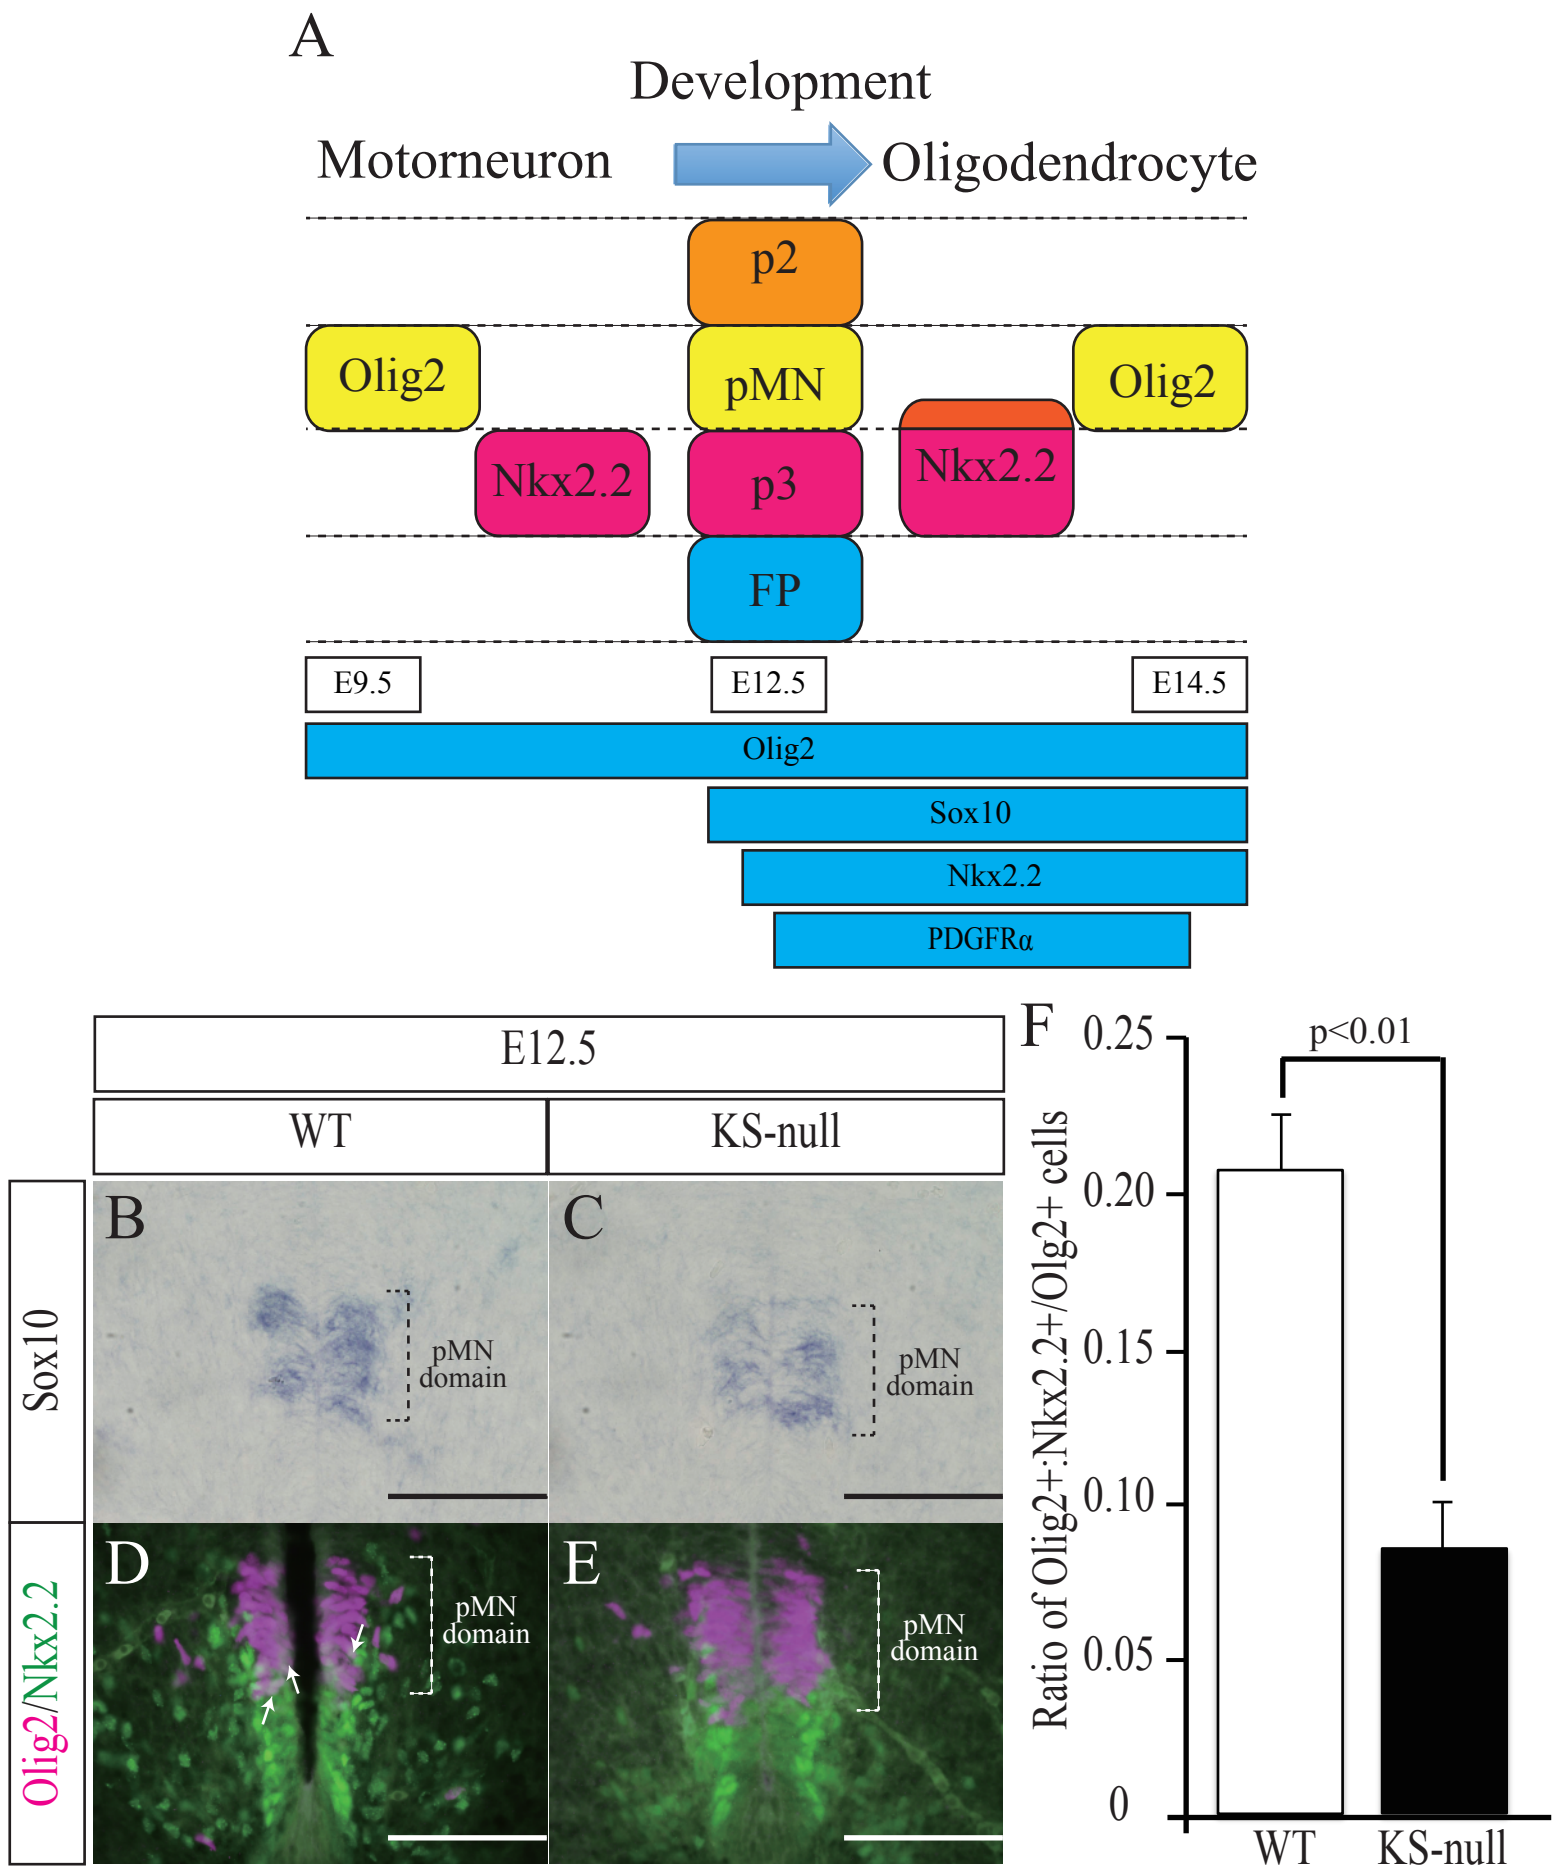 A
Development
Motorneuron
Oligodendrocyte
p2
Olig2
pMN
Olig2
Nkx2.2
p3
Nkx2.2
FP
E9.5
E12.5
E14.5
Olig2
Sox10
Nkx2.2
PDGFRα
E12.5
WT
KS-null
Sox10
B
pMN
domain
C
pMN
domain
Olig2/Nkx2.2
D
pMN
domain
E
pMN
domain
F
p<0.01
Ratio of Olig2+:Nkx2.2+/Olg2+ cells
0.25
0.20
0.15
0.10
0.05
0
WT
KS-null